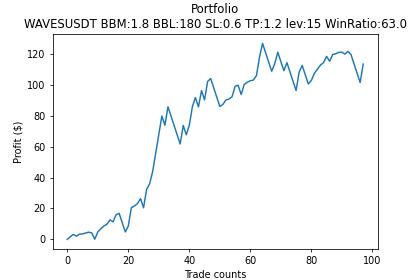 Portfolio
WAVESUSDT BBM:1.8 BBL:180 SL:0.6 TP:1.2 lev:15 WinRatio:63.0
120
100
80
60
40
20
0
Profit ($)
0 20 40 60 80 100
Trade counts